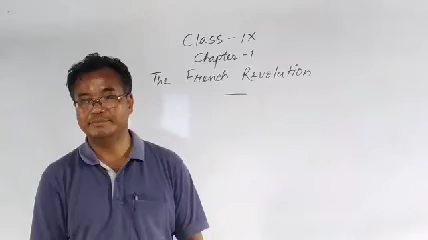 Class - IX
Chapter - 1
The French Revolution